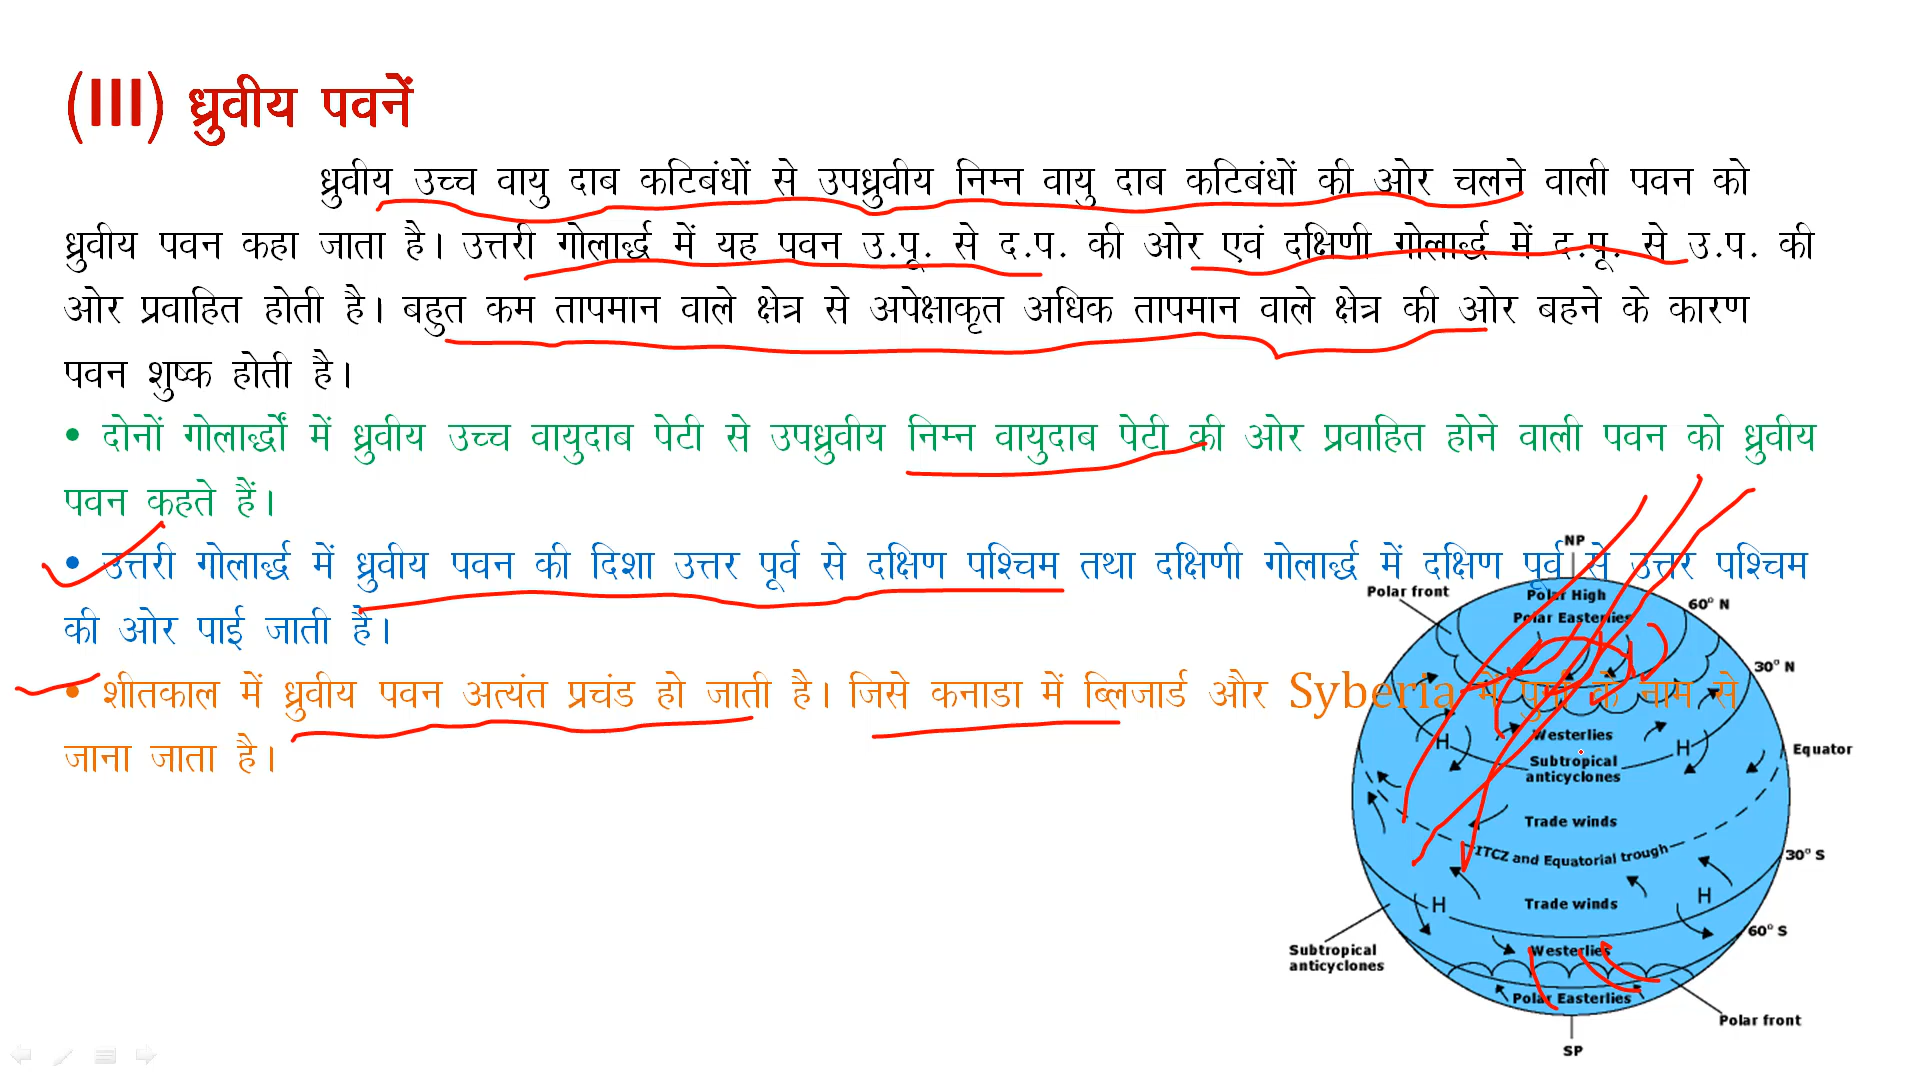 (III) ध्रुवीय पवनें
ध्रुवीय उच्च वायु दाब कटिबंधों से उपध्रुवीय निम्न वायु दाब कटिबंधों की ओर चलने वाली पवन को
ध्रुवीय पवन कहा जाता है। उत्तरी गोलार्द्ध में यह पवन उ.पू. से द.प. की ओर एवं दक्षिणी गोलार्द्ध में द.पू. से उ.प. की
ओर प्रवाहित होती है। बहुत कम तापमान वाले क्षेत्र से अपेक्षाकृत अधिक तापमान वाले क्षेत्र की ओर बहने के कारण
पवन शुष्क होती है।
• दोनों गोलार्द्धों में ध्रुवीय उच्च वायुदाब पेटी से उपध्रुवीय निम्न वायुदाब पेटी की ओर प्रवाहित होने वाली पवन को ध्रुवीय
पवन कहते हैं।
• उत्तरी गोलार्द्ध में ध्रुवीय पवन की दिशा उत्तर पूर्व से दक्षिण पश्चिम तथा दक्षिणी गोलार्द्ध में दक्षिण पूर्व से उत्तर पश्चिम
की ओर पाई जाती है।
• शीतकाल में ध्रुवीय पवन अत्यंत प्रचंड हो जाती है। जिसे कनाडा में ब्लिजार्ड और Syberia में के नाम से
जाना जाता है।
NP
Polar front
Polar High
60° N
Polar Easterlies
30° N
Westerlies
H
H
Equator
Subtropical
anticyclones
Trade winds
ITCZ and Equatorial trough
30° S
H
Trade winds
H
60° S
Subtropical
anticyclones
Westerlies
Polar Easterlies
Polar front
SP